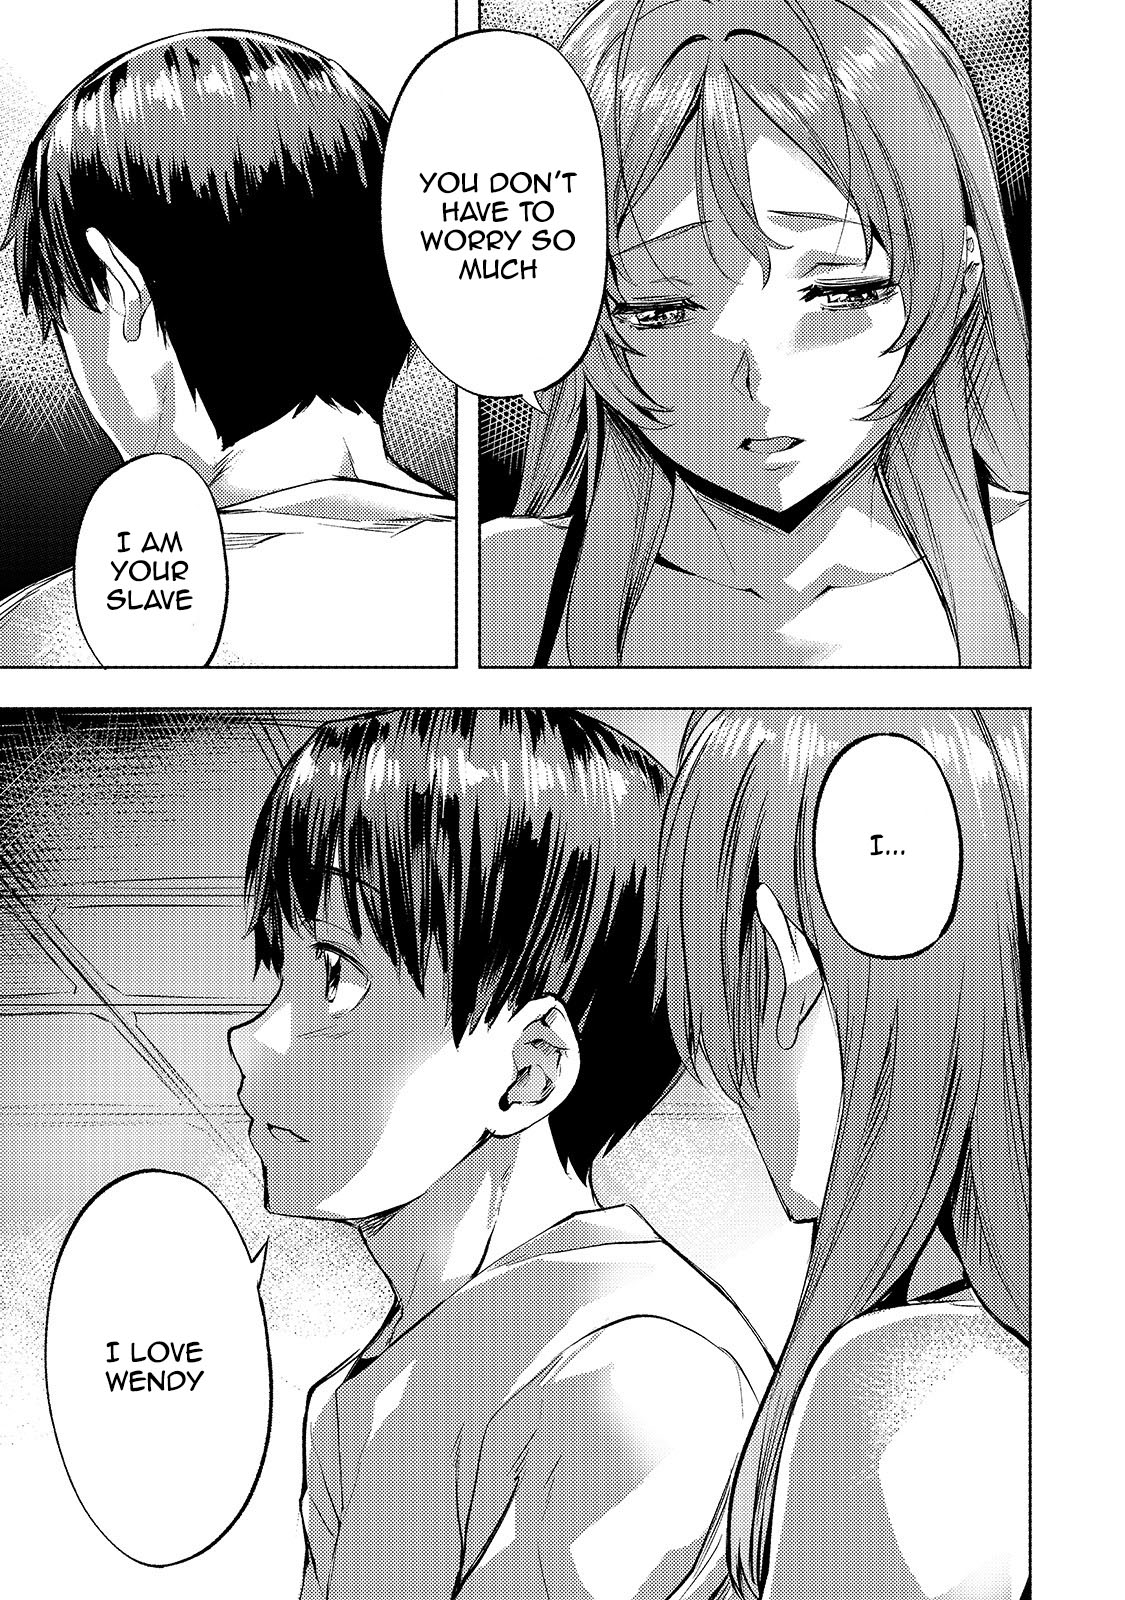 YOU DON'T
HAVE TO
WORRY SO
MUCH
I AM
YOUR
SLAVE
I...
I LOVE
WENDY